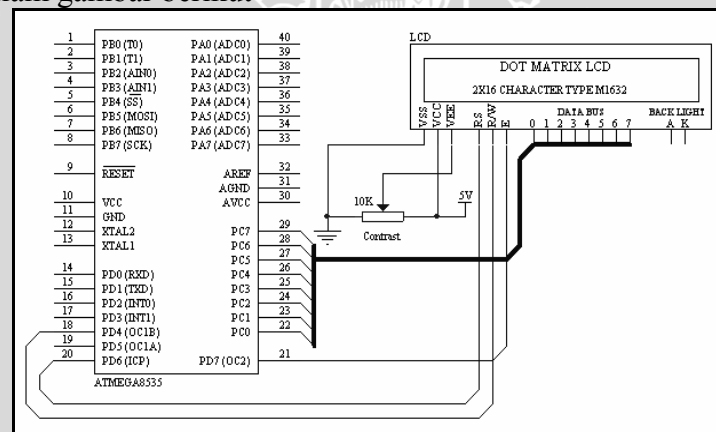 1 PB0 (T0) PA0 (ADC0) 40
2 PB1 (T1) PA1 (ADC1) 39
3 PB2 (AIN0) PA2 (ADC2) 38
4 PB3 (AIN1) PA3 (ADC3) 37
5 PB4 (SS) PA4 (ADC4) 36
6 PB5 (MOSI) PA5 (ADC5) 35
7 PB6 (MISO) PA6 (ADC6) 34
8 PB7 (SCK) PA7 (ADC7) 33
9 RESET AREF 32
AGND 31
10 VCC AVCC 30
11 GND
12 XTAL2 PC7 29
13 XTAL1 PC6 28
PC5 27
14 PD0 (RXD) PC4 26
15 PD1 (TXD) PC3 25
16 PD2 (INT0) PC2 24
17 PD3 (INT1) PC1 23
18 PD4 (OC1B) PC0 22
19 PD5 (OC1A)
20 PD6 (ICP) PD7 (OC2) 21
ATMEGA8535
LCD
DOT MATRIX LCD
2X16 CHARACTER TYPE M1632
DATA BUS BACK LIGHT
VSS VCC VEE RS R/W E 0 1 2 3 4 5 6 7 A K
10K 5V
Contrast